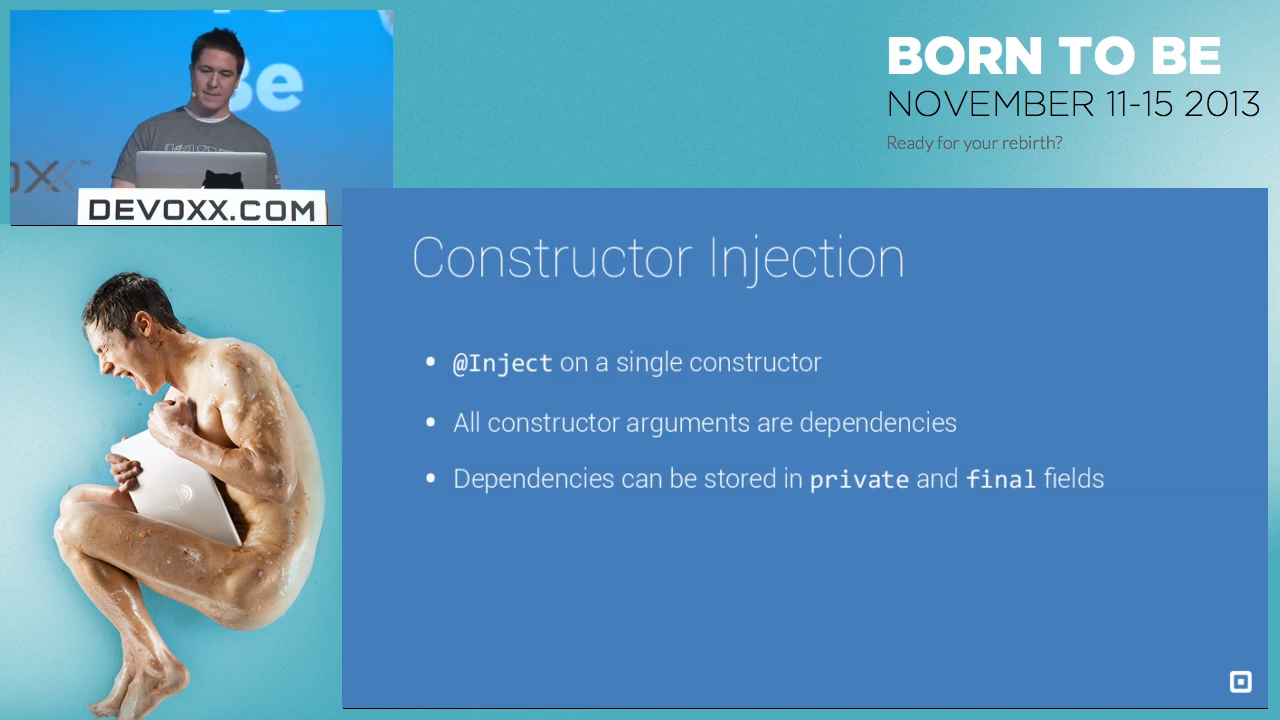 Be
BORN TO BE
NOVEMBER 11-15 2013
Ready for your rebirth?
DEVOXX.COM
Constructor Injection
• @Inject on a single constructor
• All constructor arguments are dependencies
• Dependencies can be stored in private and final fields